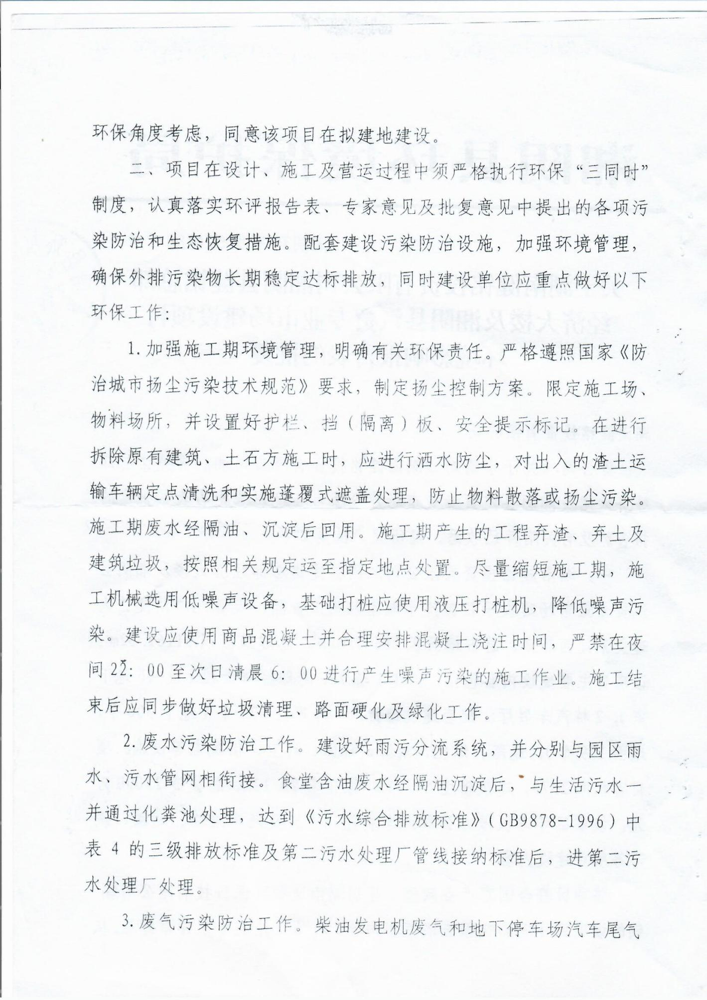 环保角度考虑，同意该项目在拟建地建设。
二、项目在设计、施工及营运过程中须严格执行环保“三同时”
制度，认真落实环评报告表、专家意见及批复意见中提出的各项污
染防治和生态恢复措施。配套建设污染防治设施，加强环境管理，
确保外排污染物长期稳定达标排放，同时建设单位应重点做好以下
环保工作：
1.加强施工期环境管理，明确有关环保责任。严格遵照国家《防
治城市扬尘污染技术规范》要求，制定扬尘控制方案。限定施工场、
物料场所，并设置好护栏、挡（隔离）板、安全提示标记。在进行
拆除原有建筑、土石方施工时，应进行洒水防尘，对出入的渣土运
输车辆定点清洗和实施蓬覆式遮盖处理，防止物料散落或扬尘污染。
施工期废水经隔油、沉淀后回用。施工期产生的工程弃渣、弃土及
建筑垃圾，按照相关规定运至指定地点处置。尽量缩短施工期，施
工机械选用低噪声设备，基础打桩应使用液压打桩机，降低噪声污
染。建设应使用商品混凝土并合理安排混凝土浇注时间，严禁在夜
间22：00至次日清晨6：00进行产生噪声污染的施工作业。施工结
束后应同步做好垃圾清理、路面硬化及绿化工作。
2.废水污染防治工作。建设好雨污分流系统，并分别与园区雨
水、污水管网相衔接。食堂含油废水经隔油沉淀后，与生活污水一
并通过化粪池处理，达到《污水综合排放标准》（GB9878-1996）中
表 4 的三级排放标准及第二污水处理厂管线接纳标准后，进第二污
水处理厂处理。
3.废气污染防治工作。柴油发电机废气和地下停车场汽车尾气